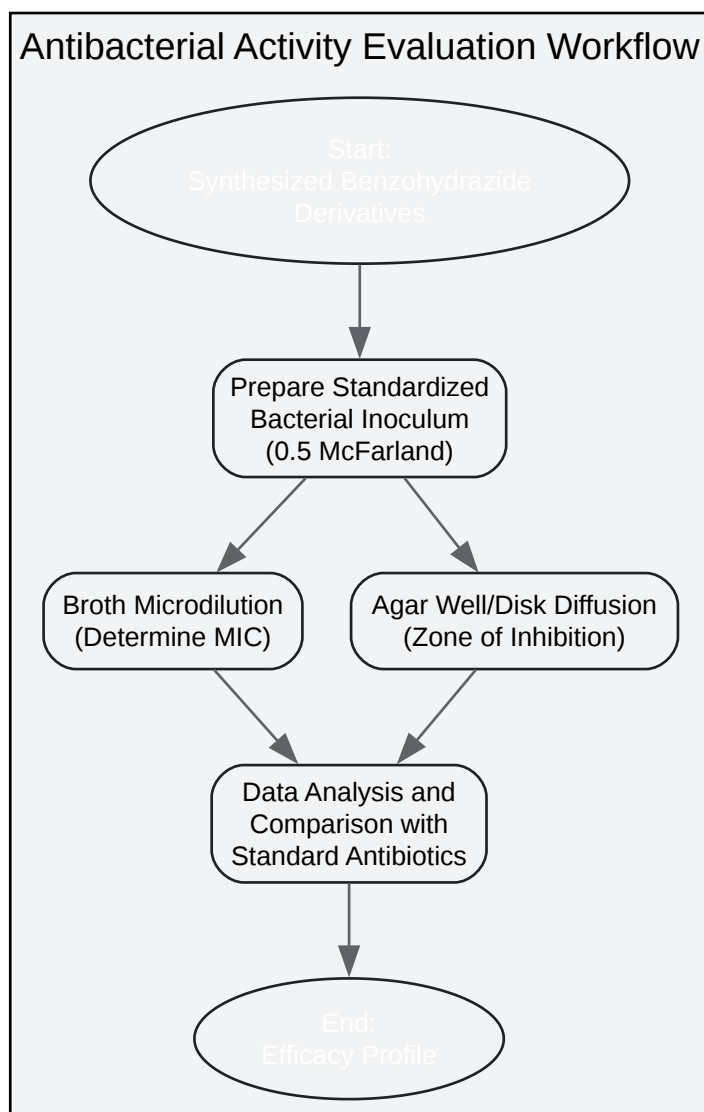 Antibacterial Activity Evaluation Workflow
Start:
Synthesized Benzohydrazide
Derivatives
Prepare Standardized
Bacterial Inoculum
(0.5 McFarland)
Broth Microdilution
(Determine MIC)
Agar Well/Disk Diffusion
(Zone of Inhibition)
Data Analysis and
Comparison with
Standard Antibiotics
End:
Efficacy Profile